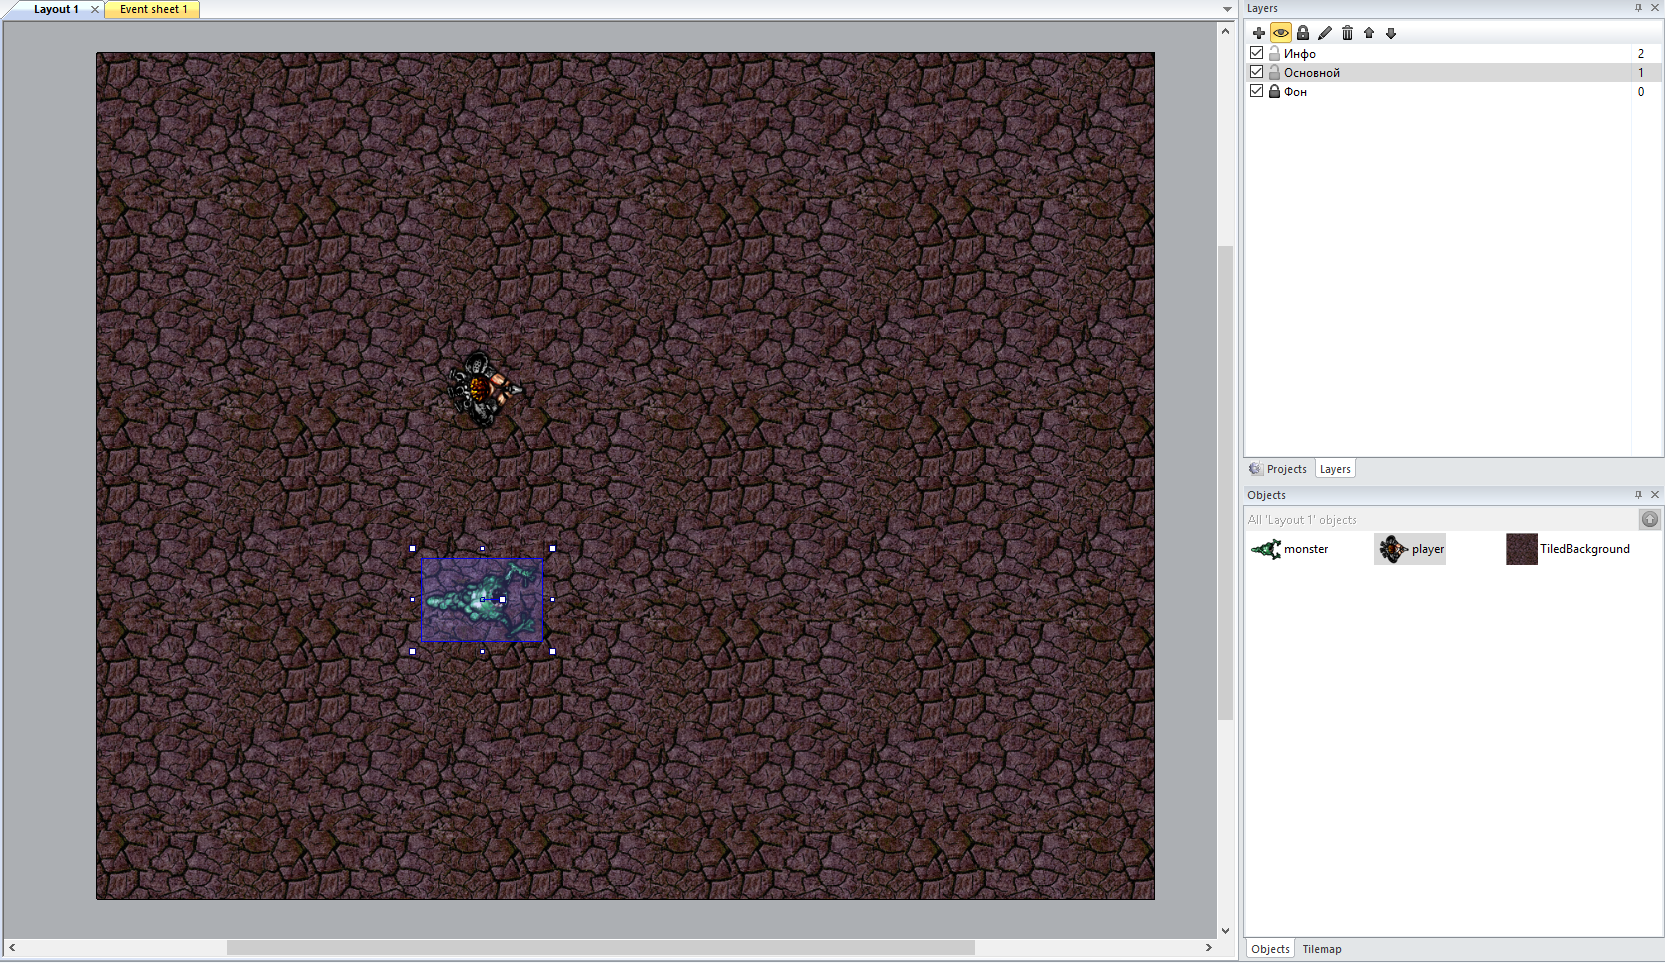 Layout 1
Event sheet 1
Layers
Инфо 2
Основной 1
Фон 0
Projects
Layers
Objects
All 'Layout 1' objects
monster
player
TiledBackground
Objects
Tilemap